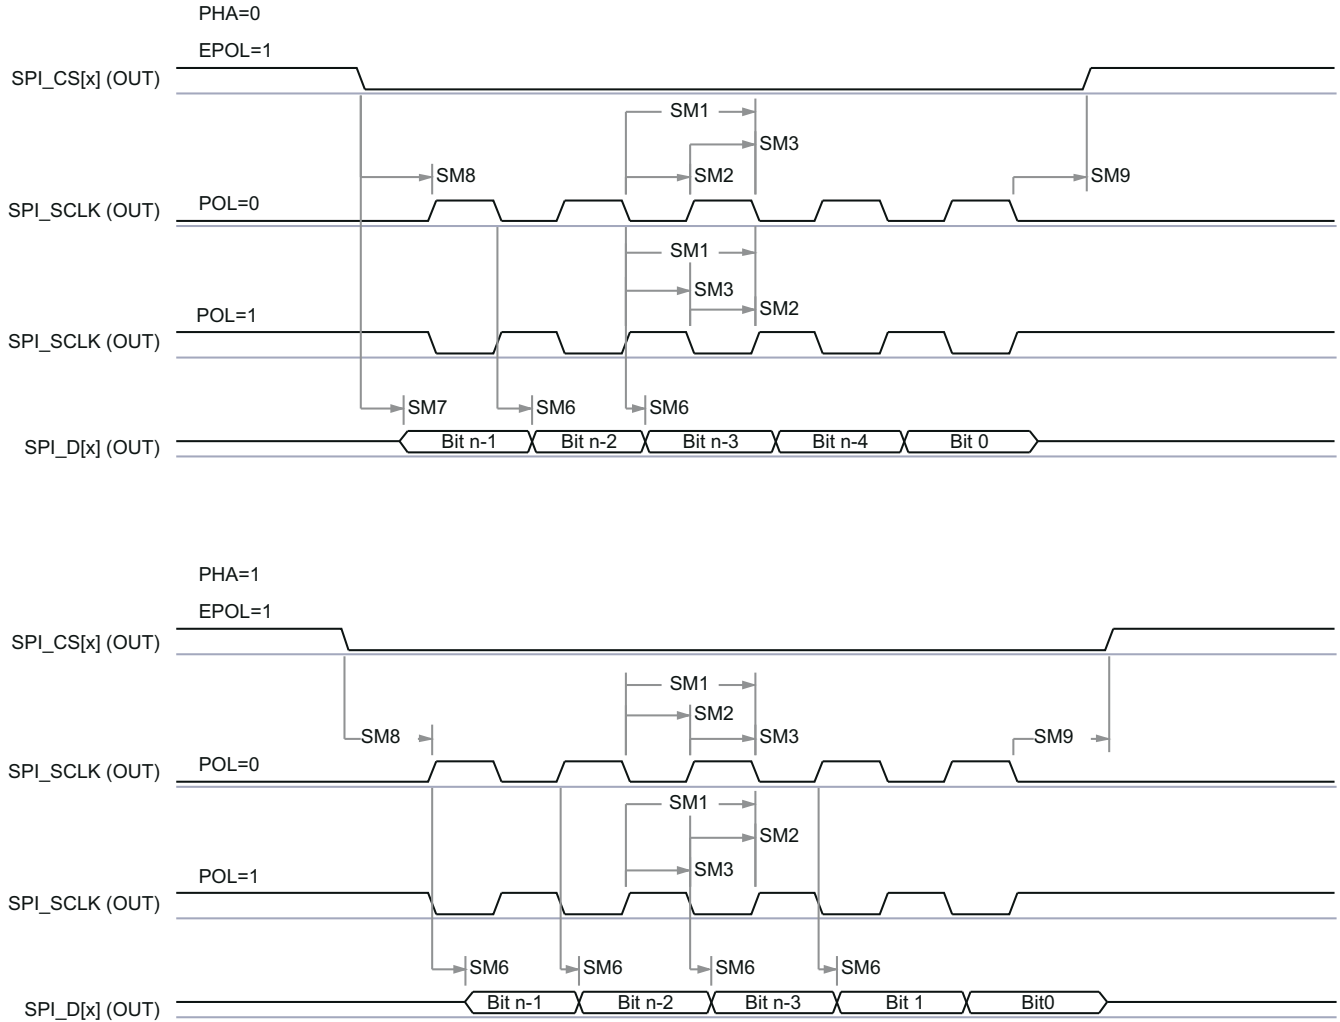 PHA=0
EPOL=1
SPI_CS[x] (OUT)
SM1
SM3
SM8
SM2
SM9
SPI_SCLK (OUT)
POL=0
SM1
SM3
SM2
POL=1
SPI_SCLK (OUT)
SM7
SM6
SM6
SPI_D[x] (OUT)
Bit n-1
Bit n-2
Bit n-3
Bit n-4
Bit 0
PHA=1
EPOL=1
SPI_CS[x] (OUT)
SM1
SM2
SM8
SM3
SM9
SPI_SCLK (OUT)
POL=0
SM1
SM2
SM3
POL=1
SPI_SCLK (OUT)
SM6
SM6
SM6
SM6
SPI_D[x] (OUT)
Bit n-1
Bit n-2
Bit n-3
Bit 1
Bit0